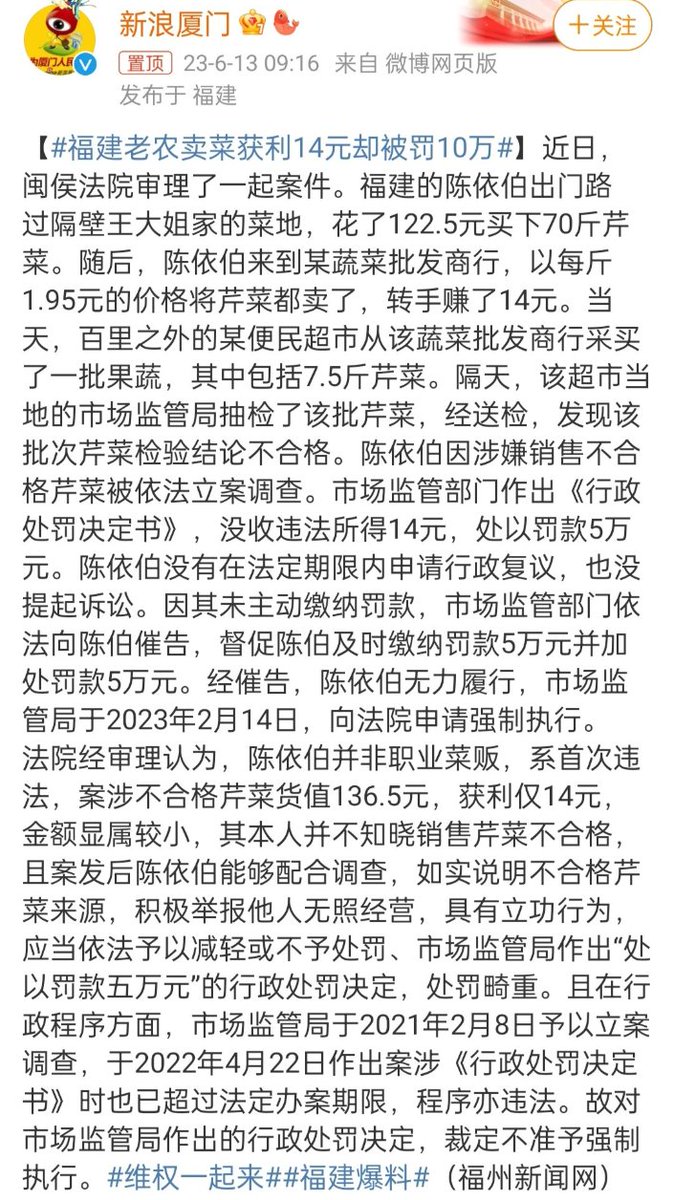 新浪厦门
+关注
置顶 23-6-13 09:16 来自 微博网页版
发布于 福建
【#福建老农卖菜获利14元却被罚10万#】近日，
闽侯法院审理了一起案件。福建的陈依伯出门路
过隔壁王大姐家的菜地，花了122.5元买下70斤芹
菜。随后，陈依伯来到某蔬菜批发商行，以每斤
1.95元的价格将芹菜都卖了，转手赚了14元。当
天，百里之外的某便民超市从该蔬菜批发商行采买
了一批果蔬，其中包括7.5斤芹菜。隔天，该超市当
地的市场监管局抽检了该批芹菜，经送检，发现该
批次芹菜检验结论不合格。陈依伯因涉嫌销售不合
格芹菜被依法立案调查。市场监管部门作出《行政
处罚决定书》，没收违法所得14元，处以罚款5万
元。陈依伯没有在法定期限内申请行政复议，也没
提起诉讼。因其未主动缴纳罚款，市场监管部门依
法向陈伯催告，督促陈伯及时缴纳罚款5万元并加
处罚款5万元。经催告，陈依伯无力履行，市场监
管局于2023年2月14日，向法院申请强制执行。
法院经审理认为，陈依伯并非职业菜贩，系首次违
法，案涉不合格芹菜货值136.5元，获利仅14元，
金额显属较小，其本人并不知晓销售芹菜不合格，
且案发后陈依伯能够配合调查，如实说明不合格芹
菜来源，积极举报他人无照经营，具有立功行为，
应当依法予以减轻或不予处罚、市场监管局作出“处
以罚款五万元”的行政处罚决定，处罚畸重。且在行
政程序方面，市场监管局于2021年2月8日予以立案
调查，于2022年4月22日作出案涉《行政处罚决定
书》时也已超过法定办案期限，程序亦违法。故对
市场监管局作出的行政处罚决定，裁定不准予强制
执行。#维权一起来##福建爆料#（福州新闻网）